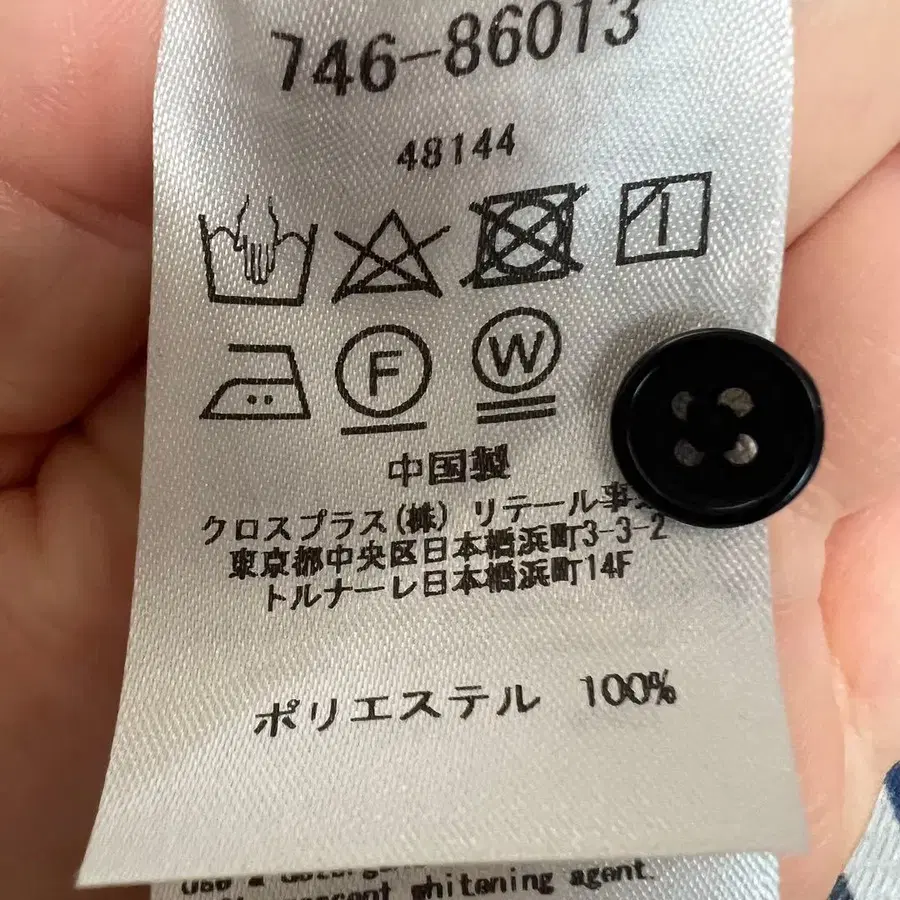 746-86013
48144
F
W
中国製
クロスプラス(株) リテール事
東京都中央区日本橋浜町3-3-2
トルナーレ日本橋浜町14F
ポリエステル 100%
whitening agent.